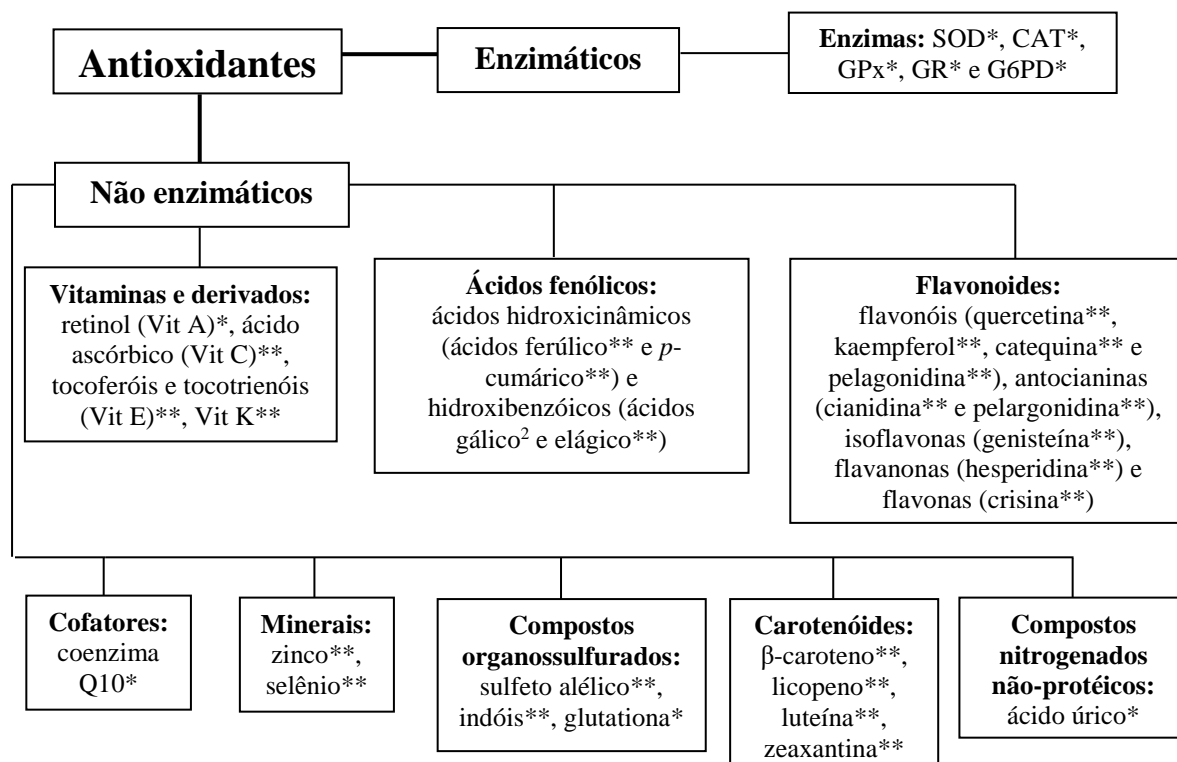 Antioxidantes
Enzimáticos
Enzimas: SOD*, CAT*,
GPx*, GR* e G6PD*
Não enzimáticos
Vitaminas e derivados:
retinol (Vit A)*, ácido
ascórbico (Vit C)**,
tocoferóis e tocotrienóis
(Vit E)**, Vit K**
Ácidos fenólicos:
ácidos hidroxicinâmicos
(ácidos ferúlico** e p-
cumárico**) e
hidroxibenzóicos (ácidos
gálico² e elágico**)
Flavonoides:
flavonóis (quercetina**,
kaempferol**, catequina** e
pelagonidina**), antocianinas
(cianidina** e pelargonidina**),
isoflavonas (genisteína**),
flavanonas (hesperidina**) e
flavonas (crisina**)
Cofatores:
coenzima
Q10*
Minerais:
zinco**,
selênio**
Compostos
organossulfurados:
sulfeto alélico**,
indóis**, glutationa*
Carotenóides:
β-caroteno**,
licopeno**,
luteína**,
zeaxantina**
Compostos
nitrogenados
não-protéicos:
ácido úrico*